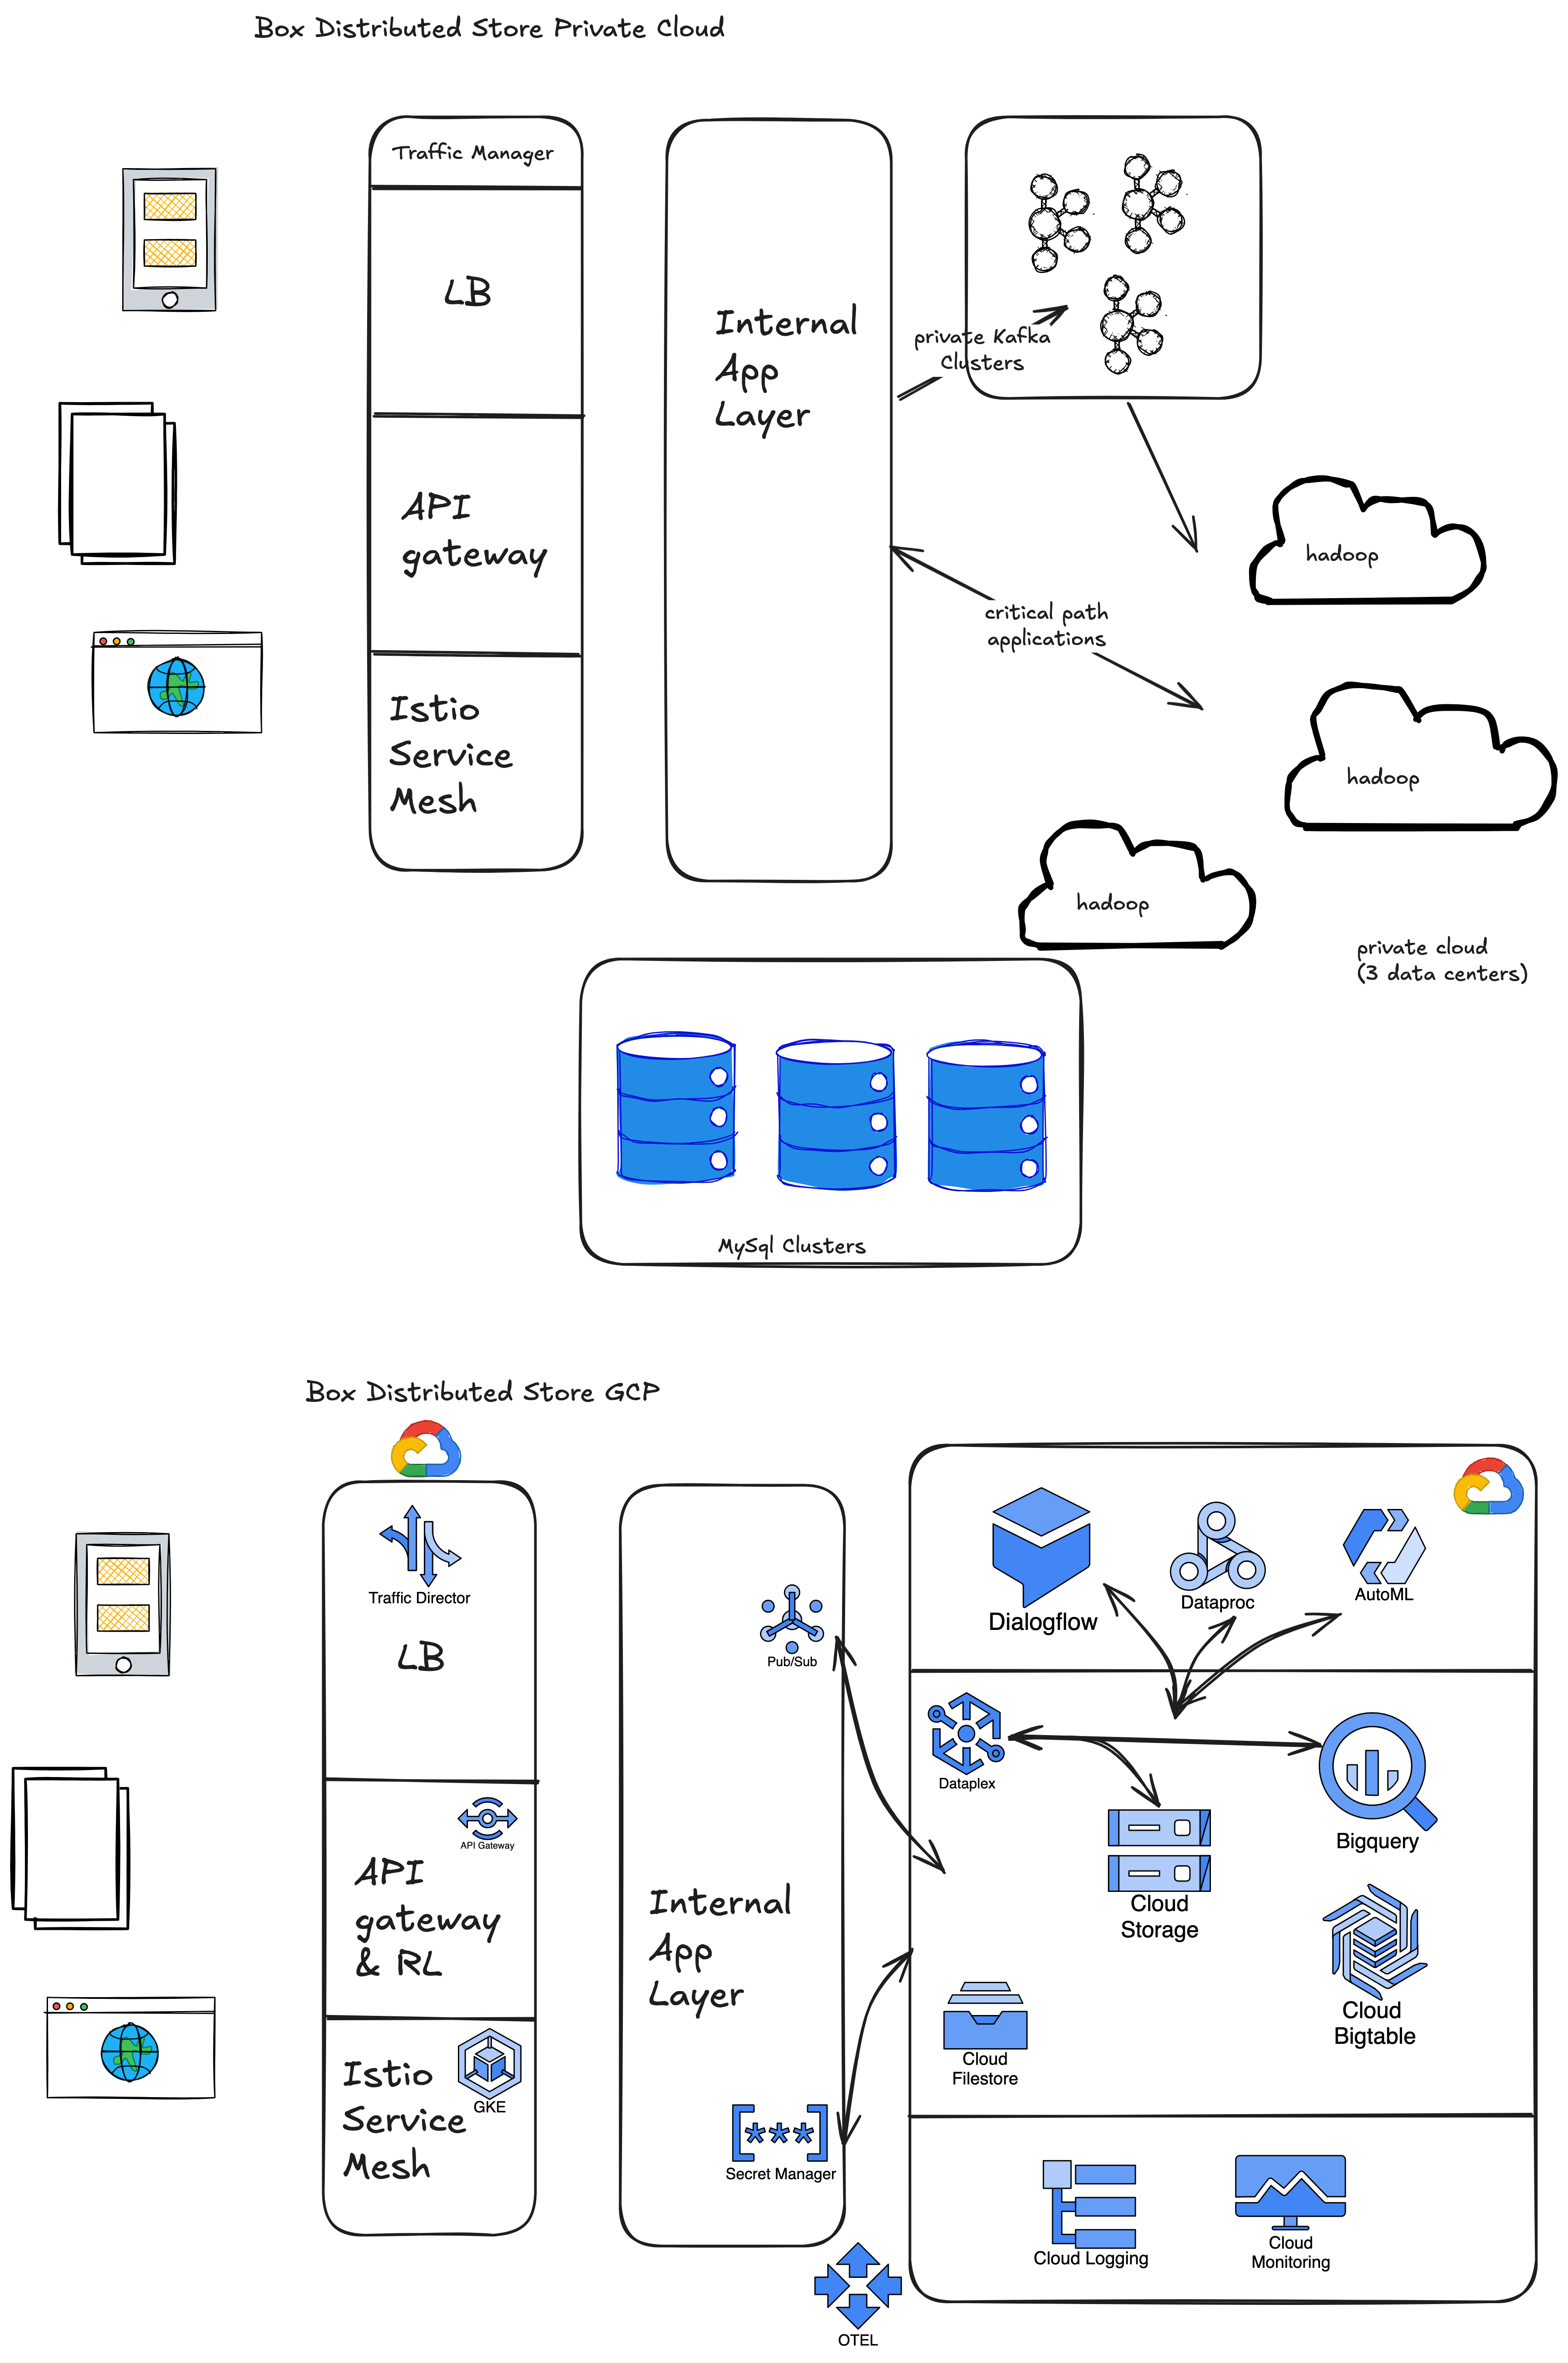 Box Distributed Store Private Cloud
Traffic Manager
LB
API
gateway
Istio
Service
Mesh
Internal
App
Layer
private Kafka
Clusters
critical path
applications
hadoop
hadoop
hadoop
private cloud
(3 data centers)
MySql Clusters
Box Distributed Store GCP
Traffic Director
LB
API Gateway
API
gateway
& RL
Istio
Service
Mesh
GKE
Pub/Sub
Internal
App
Layer
Secret Manager
OTEL
Dialogflow
Dataproc
AutoML
Dataplex
Bigquery
Cloud
Storage
Cloud
Bigtable
Cloud
Filestore
Cloud Logging
Cloud
Monitoring